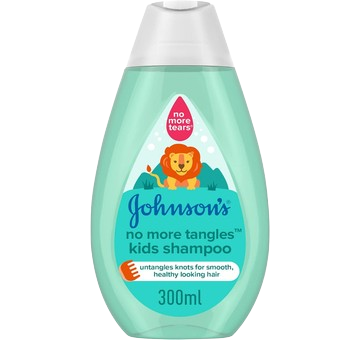 no
more
tears®
Johnson's®
no more tangles™
kids shampoo
untangles knots for smooth,
healthy looking hair
300ml